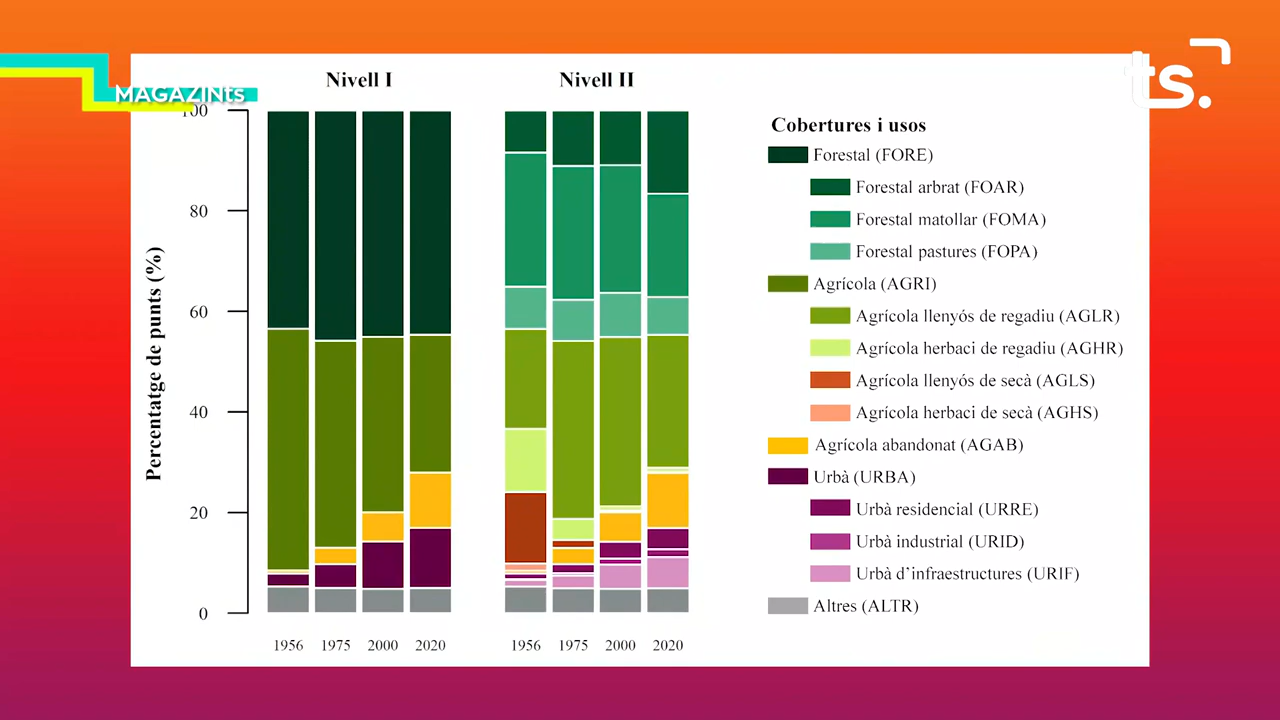 MAGAZINts
ts.
Nivell I
Nivell II
Percentatge de punts (%)
100
80
60
40
20
0
1956 1975 2000 2020
1956 1975 2000 2020
Cobertures i usos
Forestal (FORE)
Forestal arbrat (FOAR)
Forestal matollar (FOMA)
Forestal pastures (FOPA)
Agrícola (AGRI)
Agrícola llenyós de regadiu (AGLR)
Agrícola herbaci de regadiu (AGHR)
Agrícola llenyós de secà (AGLS)
Agrícola herbaci de secà (AGHS)
Agrícola abandonat (AGAB)
Urbà (URBA)
Urbà residencial (URRE)
Urbà industrial (URID)
Urbà d’infraestructures (URIF)
Altres (ALTR)